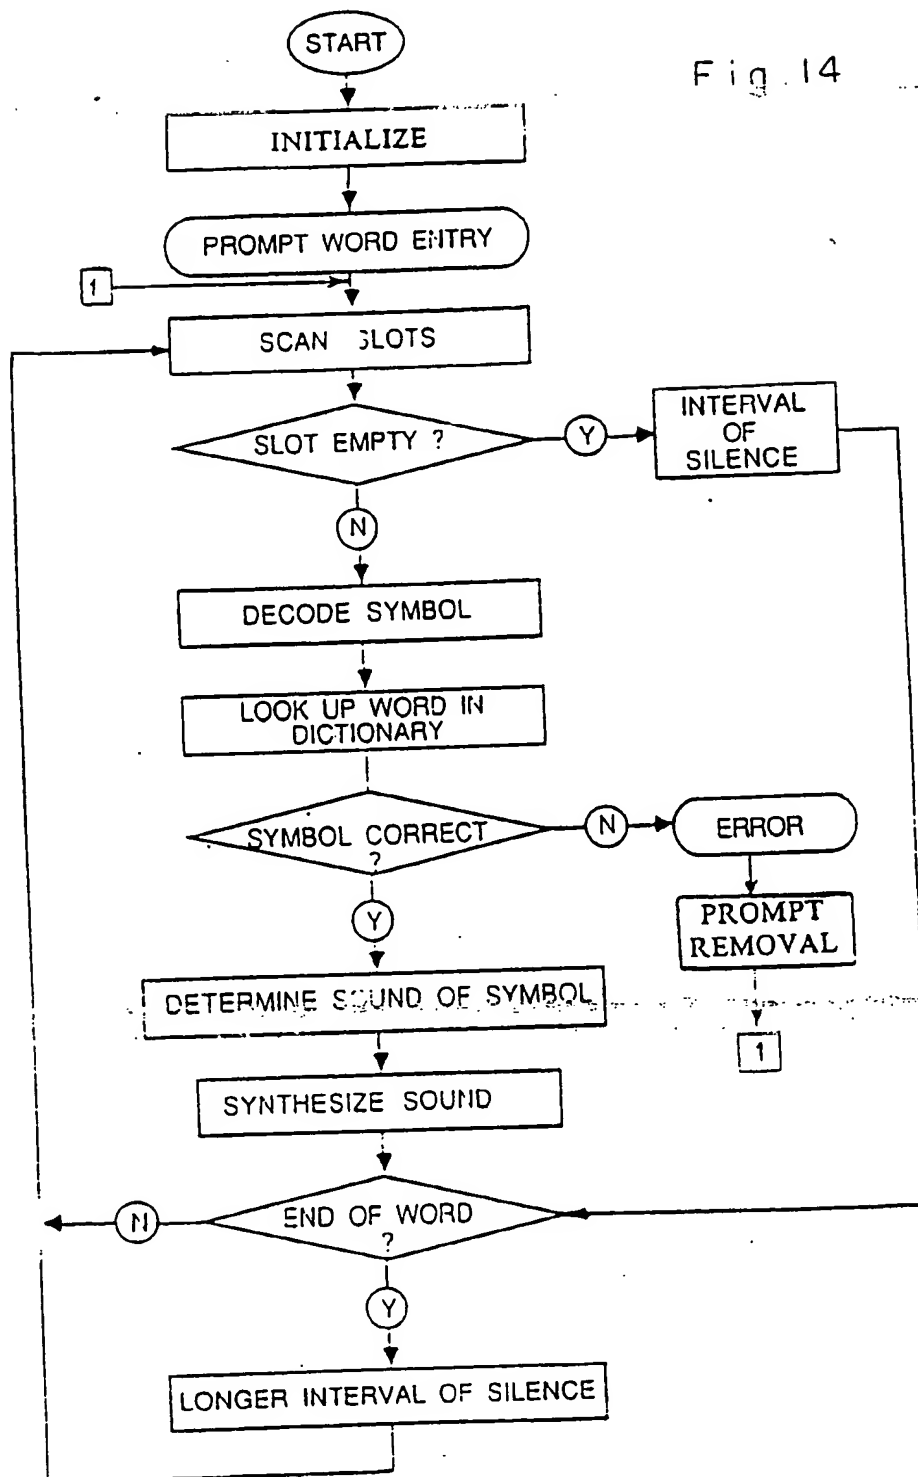 START
Fig. 14
INITIALIZE
PROMPT WORD ENTRY
1
SCAN SLOTS
SLOT EMPTY ?
Y
INTERVAL
OF
SILENCE
N
DECODE SYMBOL
LOOK UP WORD IN
DICTIONARY
SYMBOL CORRECT
?
N
ERROR
Y
PROMPT
REMOVAL
DETERMINE SOUND OF SYMBOL
1
SYNTHESIZE SOUND
N
END OF WORD
?
Y
LONGER INTERVAL OF SILENCE